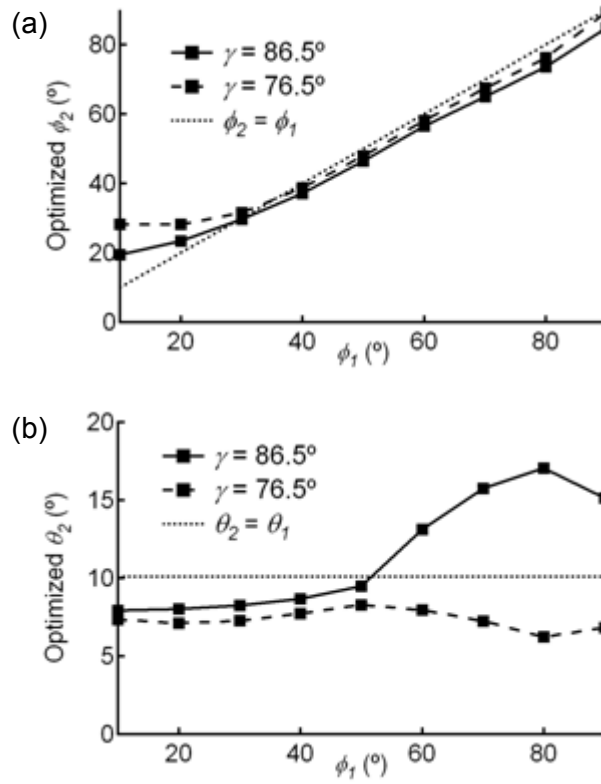 (a)
80
60
40
20
0
Optimized ϕ2 (º)
γ = 86.5º
γ = 76.5º
ϕ2 = ϕ1
20
40
60
80
ϕ1 (º)
(b)
20
15
10
5
0
Optimized θ2 (º)
γ = 86.5º
γ = 76.5º
θ2 = θ1
20
40
60
80
ϕ1 (º)